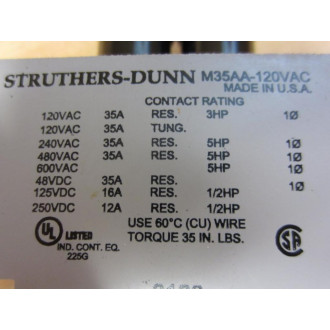 STRUTHERS-DUNN M35AA-120VAC
MADE IN U.S.A.
CONTACT RATING
120VAC 35A RES. 3HP 1Ø
120VAC 35A TUNG.
240VAC 35A RES. 5HP 1Ø
480VAC 35A RES. 5HP 1Ø
600VAC 5HP 1Ø
48VDC 35A RES. 1Ø
125VDC 16A RES. 1/2HP
250VDC 12A RES. 1/2HP
USE 60°C (CU) WIRE
TORQUE 35 IN. LBS.
UL LISTED
IND. CONT. EQ.
225G
SA